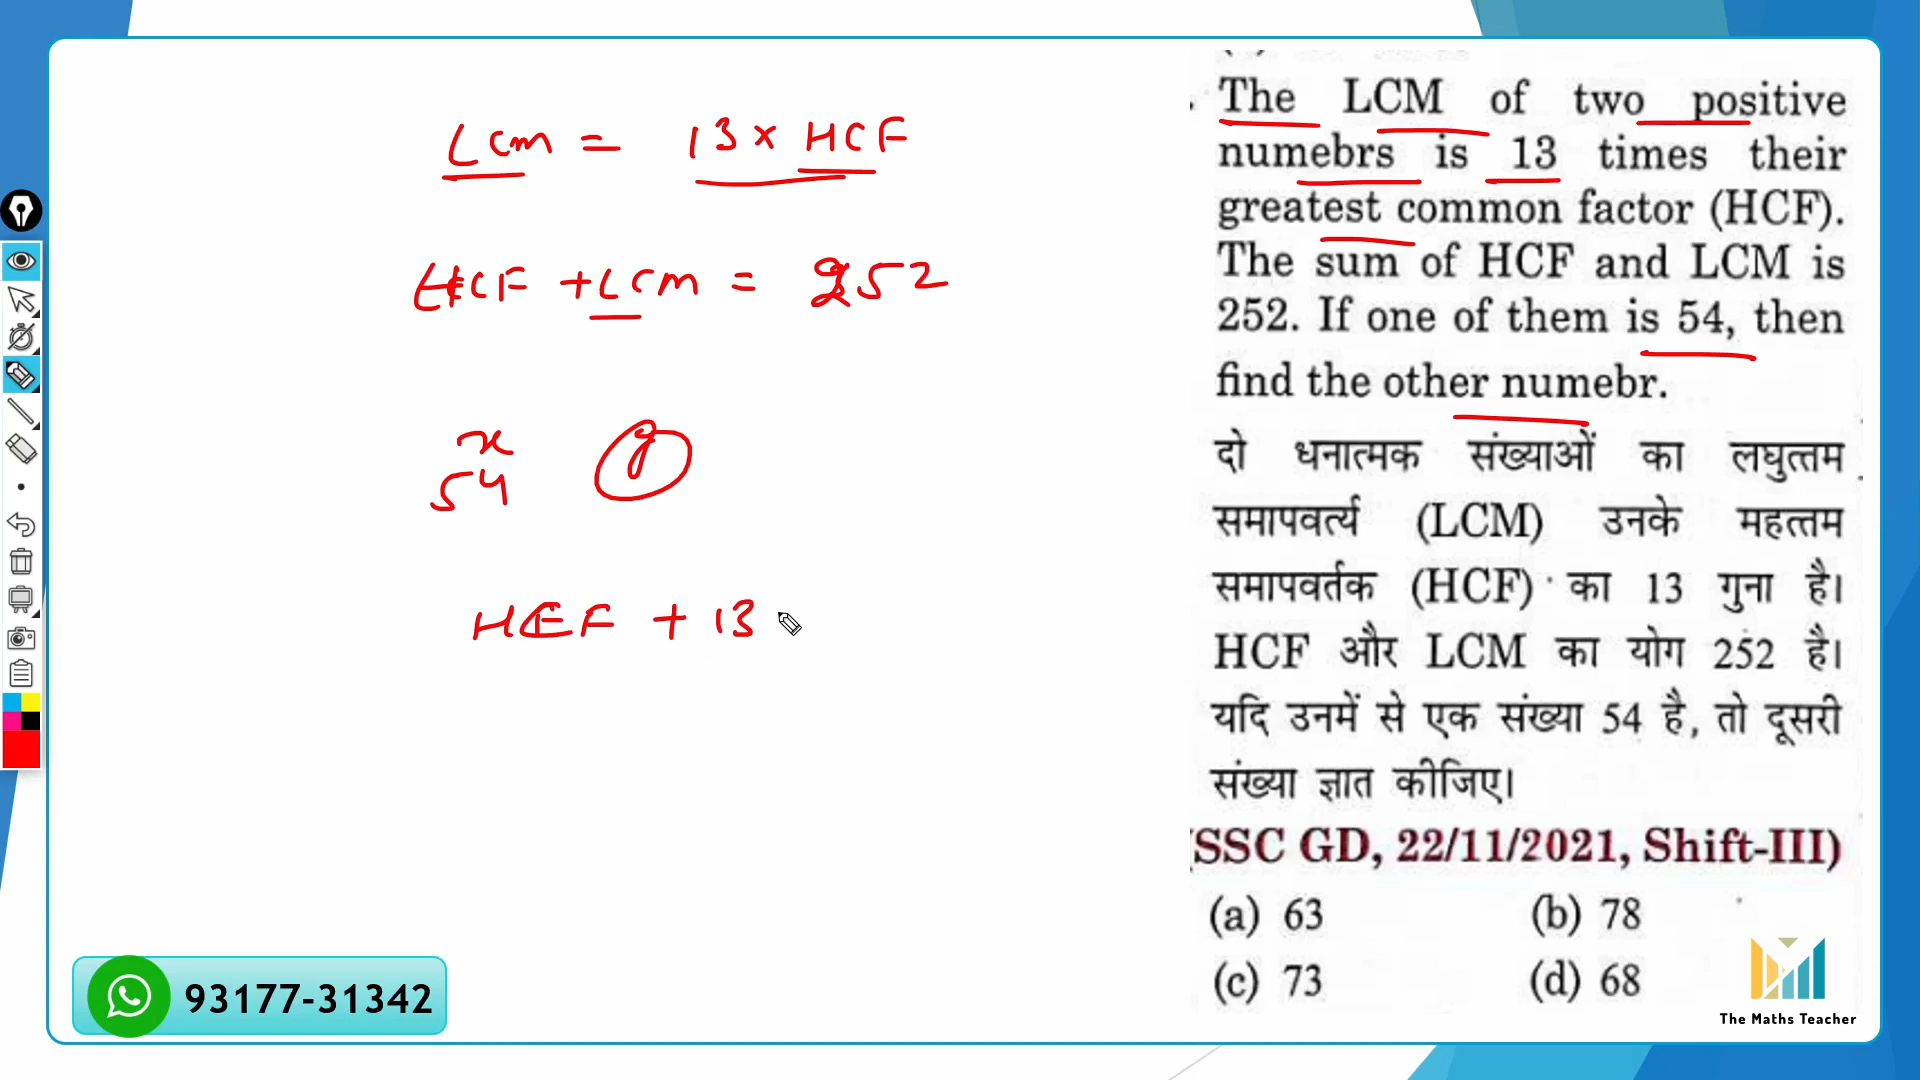 Lcm = 13 × HCF
HCF + LCM = 252
x y
54
HCF + 13
The LCM of two positive
numebrs is 13 times their
greatest common factor (HCF).
The sum of HCF and LCM is
252. If one of them is 54, then
find the other numebr.
दो धनात्मक संख्याओं का लघुत्तम
समापवर्त्य (LCM) उनके महत्तम
समापवर्तक (HCF) का 13 गुना है।
HCF और LCM का योग 252 है।
यदि उनमें से एक संख्या 54 है, तो दूसरी
संख्या ज्ञात कीजिए।
(SSC GD, 22/11/2021, Shift-III)
(a) 63 (b) 78
(c) 73 (d) 68
93177-31342
The Maths Teacher